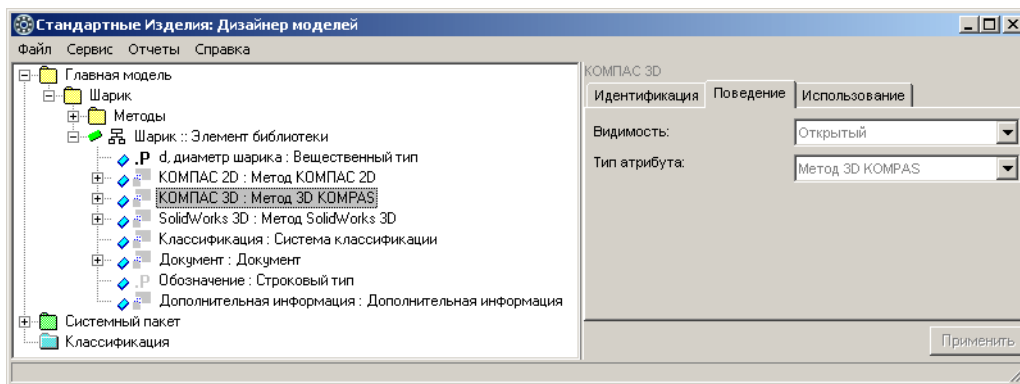 Стандартные Изделия: Дизайнер моделей
Файл Сервис Отчеты Справка
Главная модель
Шарик
Методы
Шарик :: Элемент библиотеки
.P d, диаметр шарика : Вещественный тип
КОМПАС 2D : Метод КОМПАС 2D
КОМПАС 3D : Метод 3D KOMPAS
SolidWorks 3D : Метод SolidWorks 3D
Классификация : Система классификации
Документ : Документ
.P Обозначение : Строковый тип
Дополнительная информация : Дополнительная информация
Системный пакет
Классификация
КОМПАС 3D
Идентификация Поведение Использование
Видимость: Открытый
Тип атрибута: Метод 3D KOMPAS
Применить